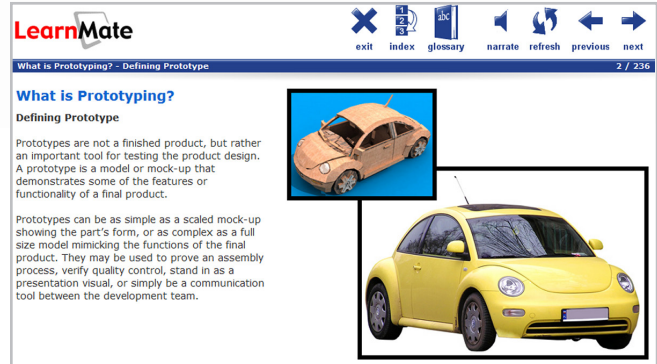 LearnMate
exit index glossary narrate refresh previous next
1
2
3
abc
What is Prototyping? - Defining Prototype 2 / 236
What is Prototyping?
Defining Prototype
Prototypes are not a finished product, but rather
an important tool for testing the product design.
A prototype is a model or mock-up that
demonstrates some of the features or
functionality of a final product.
Prototypes can be as simple as a scaled mock-up
showing the part's form, or as complex as a full
size model mimicking the functions of the final
product. They may be used to prove an assembly
process, verify quality control, stand in as a
presentation visual, or simply be a communication
tool between the development team.